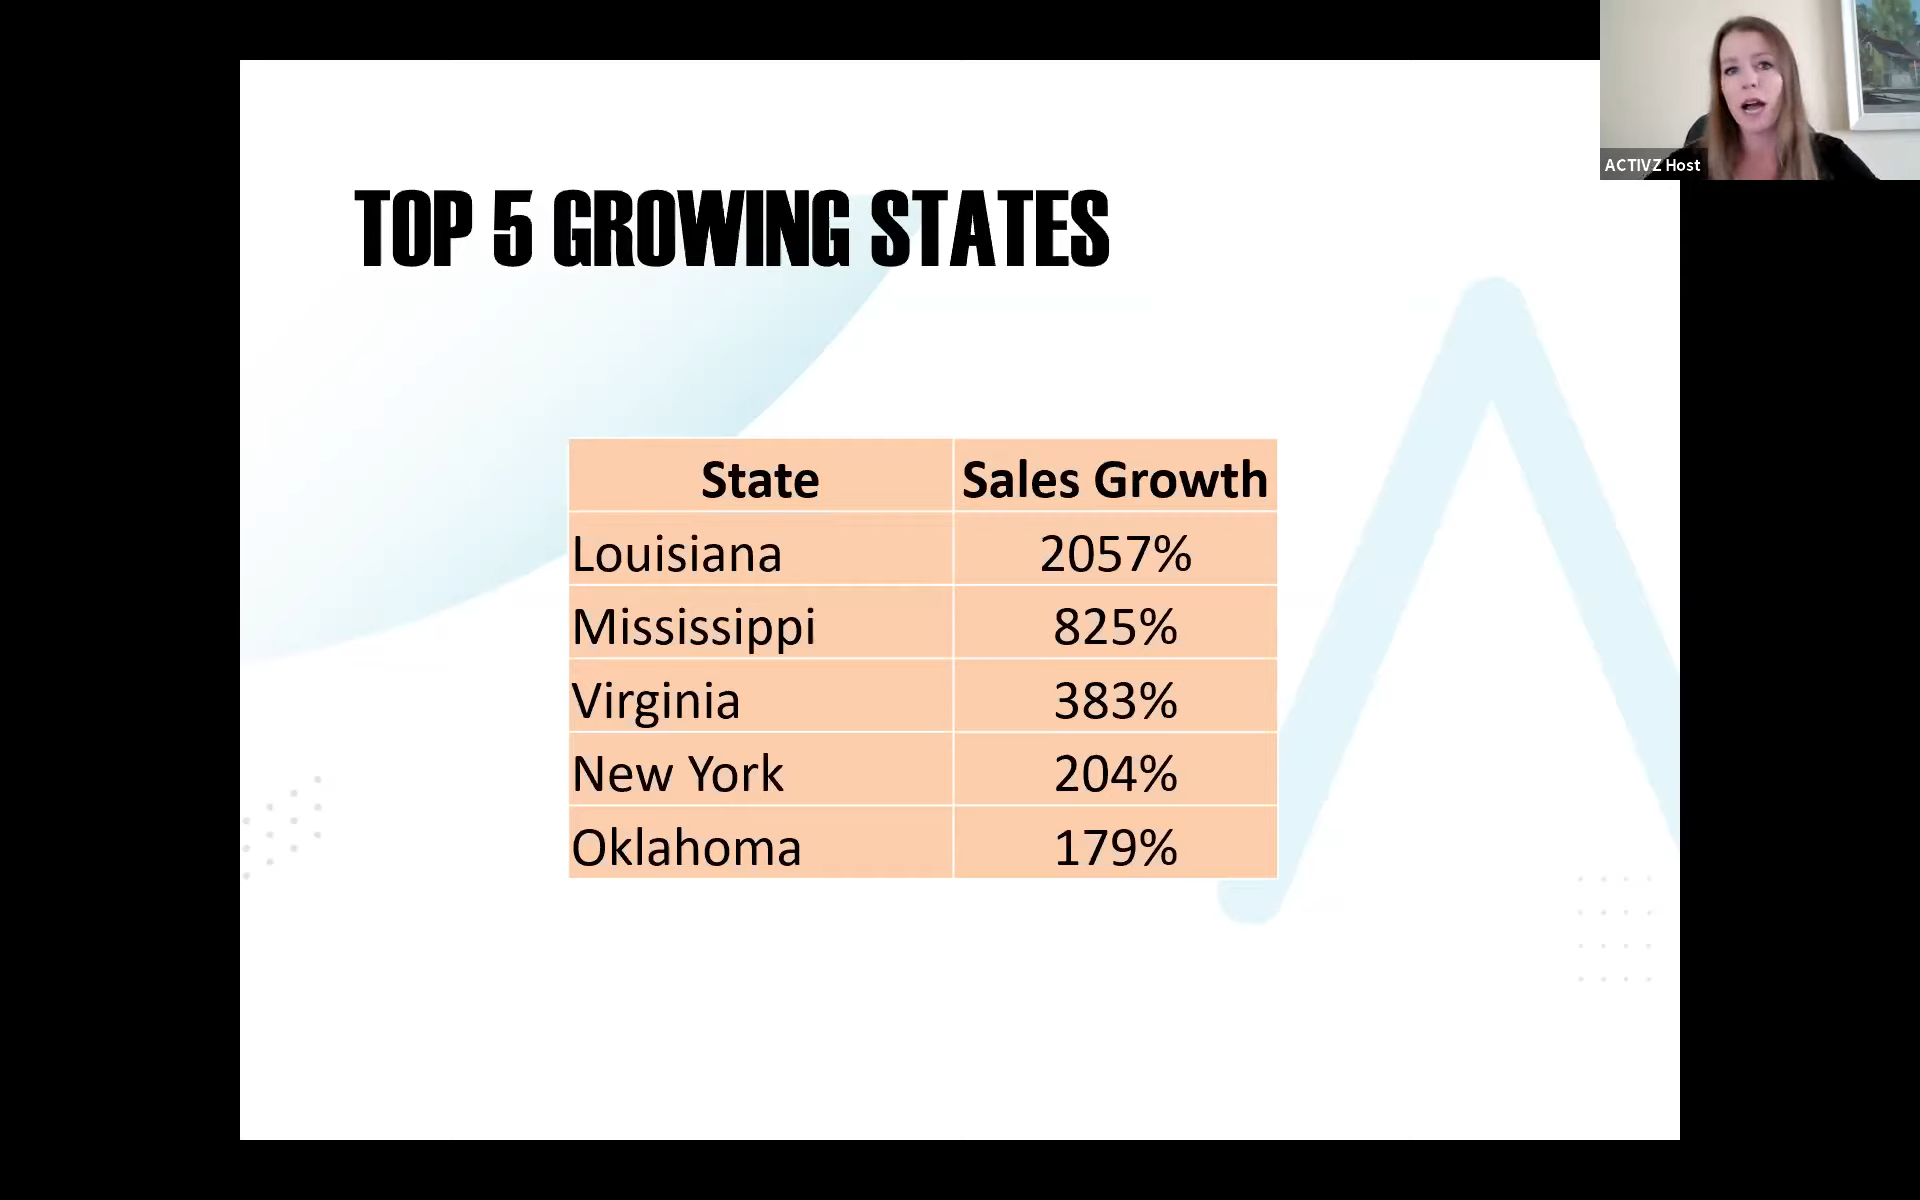 ACTIVZ Host
TOP 5 GROWING STATES
State Sales Growth
Louisiana 2057%
Mississippi 825%
Virginia 383%
New York 204%
Oklahoma 179%